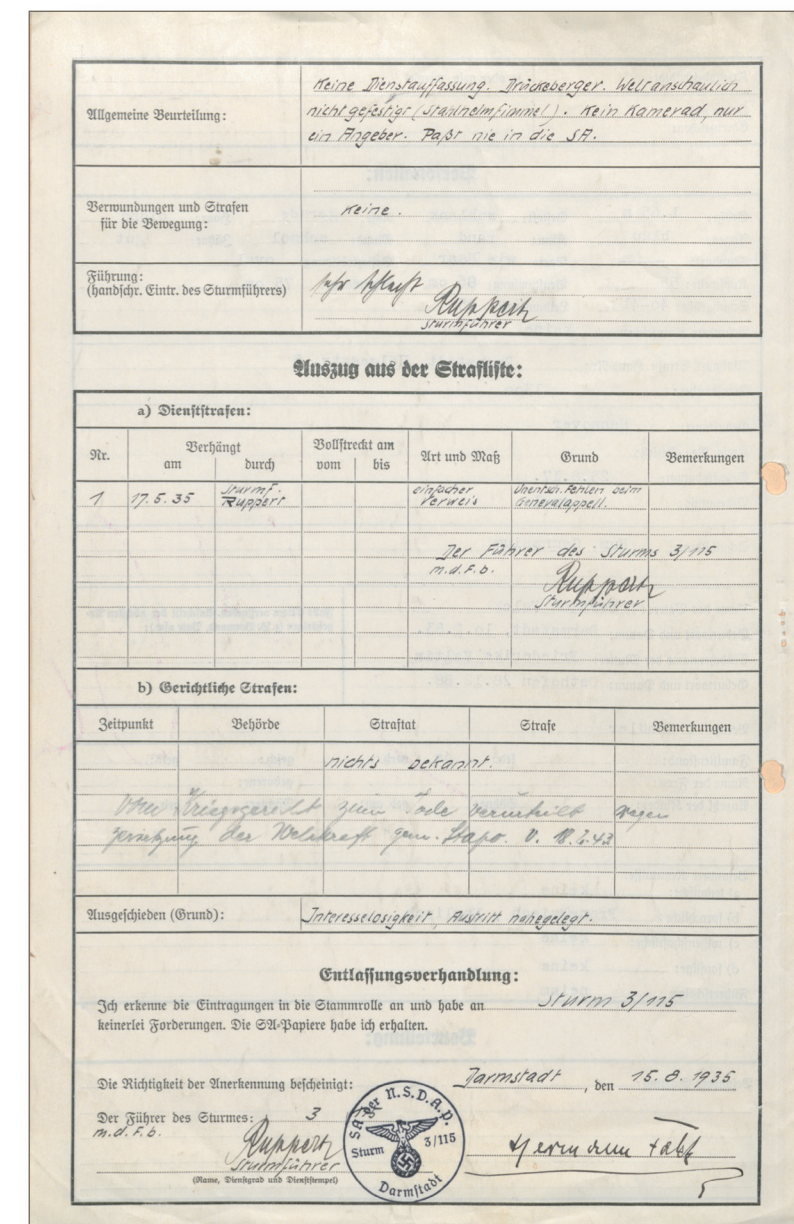 Allgemeine Beurteilung:
Keine Dienstauffassung. Drückeberger. Weltanschaulich
nicht gefestigt (Stahlhelmfimmel). Kein Kamerad, nur
ein Angeber. Paßt nie in die SA.
Verwundungen und Strafen
für die Bewegung:
Keine.
Führung:
(handschr. Eintr. des Sturmführers)
sehr schlecht
Ruppert
Sturmführer
Auszug aus der Strafliste:
a) Dienststrafen:
Nr. Verhängt Vollstreckt am Art und Maß Grund Bemerkungen
am durch vom bis
1 17.5.35 Sturmf. Ruppert einfacher Verweis Unentsch. Fehlen beim Generalappell.
Der Führer des Sturms 3/115
m.d.F.b.
Ruppert
Sturmführer
b) Gerichtliche Strafen:
Zeitpunkt Behörde Straftat Strafe Bemerkungen
nichts bekannt.
Vom Kriegsgericht zum Tode verurteilt wegen
Zersetzung der Wehrkraft gem. Stapo. v.
Ausgeschieden (Grund): Interesselosigkeit, Austritt nahegelegt.
Entlassungsverhandlung:
Ich erkenne die Eintragungen in die Stammrolle an und habe an Sturm 3/115
keinerlei Forderungen. Die SA-Papiere habe ich erhalten.
Die Richtigkeit der Anerkennung bescheinigt: Darmstadt, den 15.8.1935
Der Führer des Sturmes: 3
m.d.F.b.
Ruppert
Sturmführer
(Name, Dienstgrad und Dienststempel)
SA der N.S.D.A.P.
Sturm 3/115
Darmstadt
Hermann